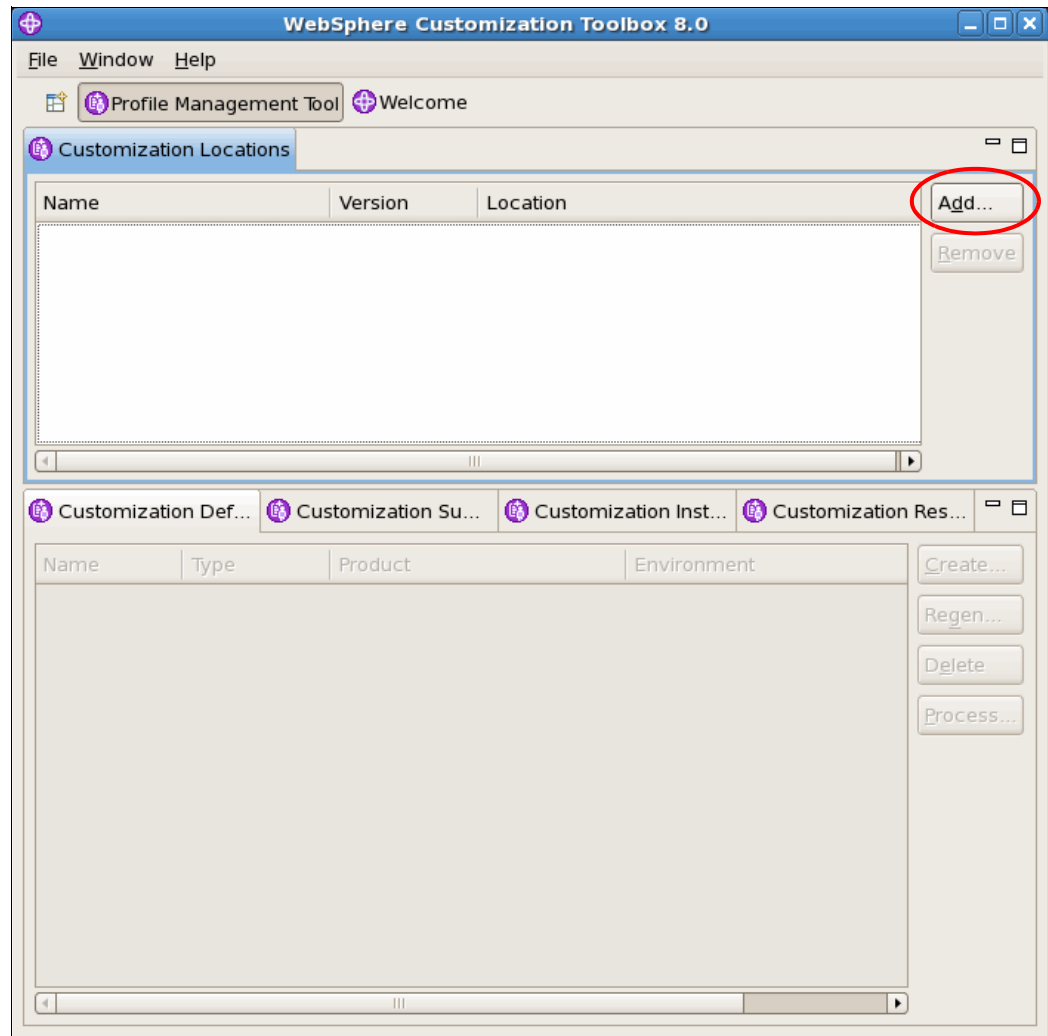 WebSphere Customization Toolbox 8.0
File Window Help
Profile Management Tool Welcome
Customization Locations
Name Version Location Add...
Remove
Customization Def... Customization Su... Customization Inst... Customization Res...
Name Type Product Environment Create...
Regen...
Delete
Process...